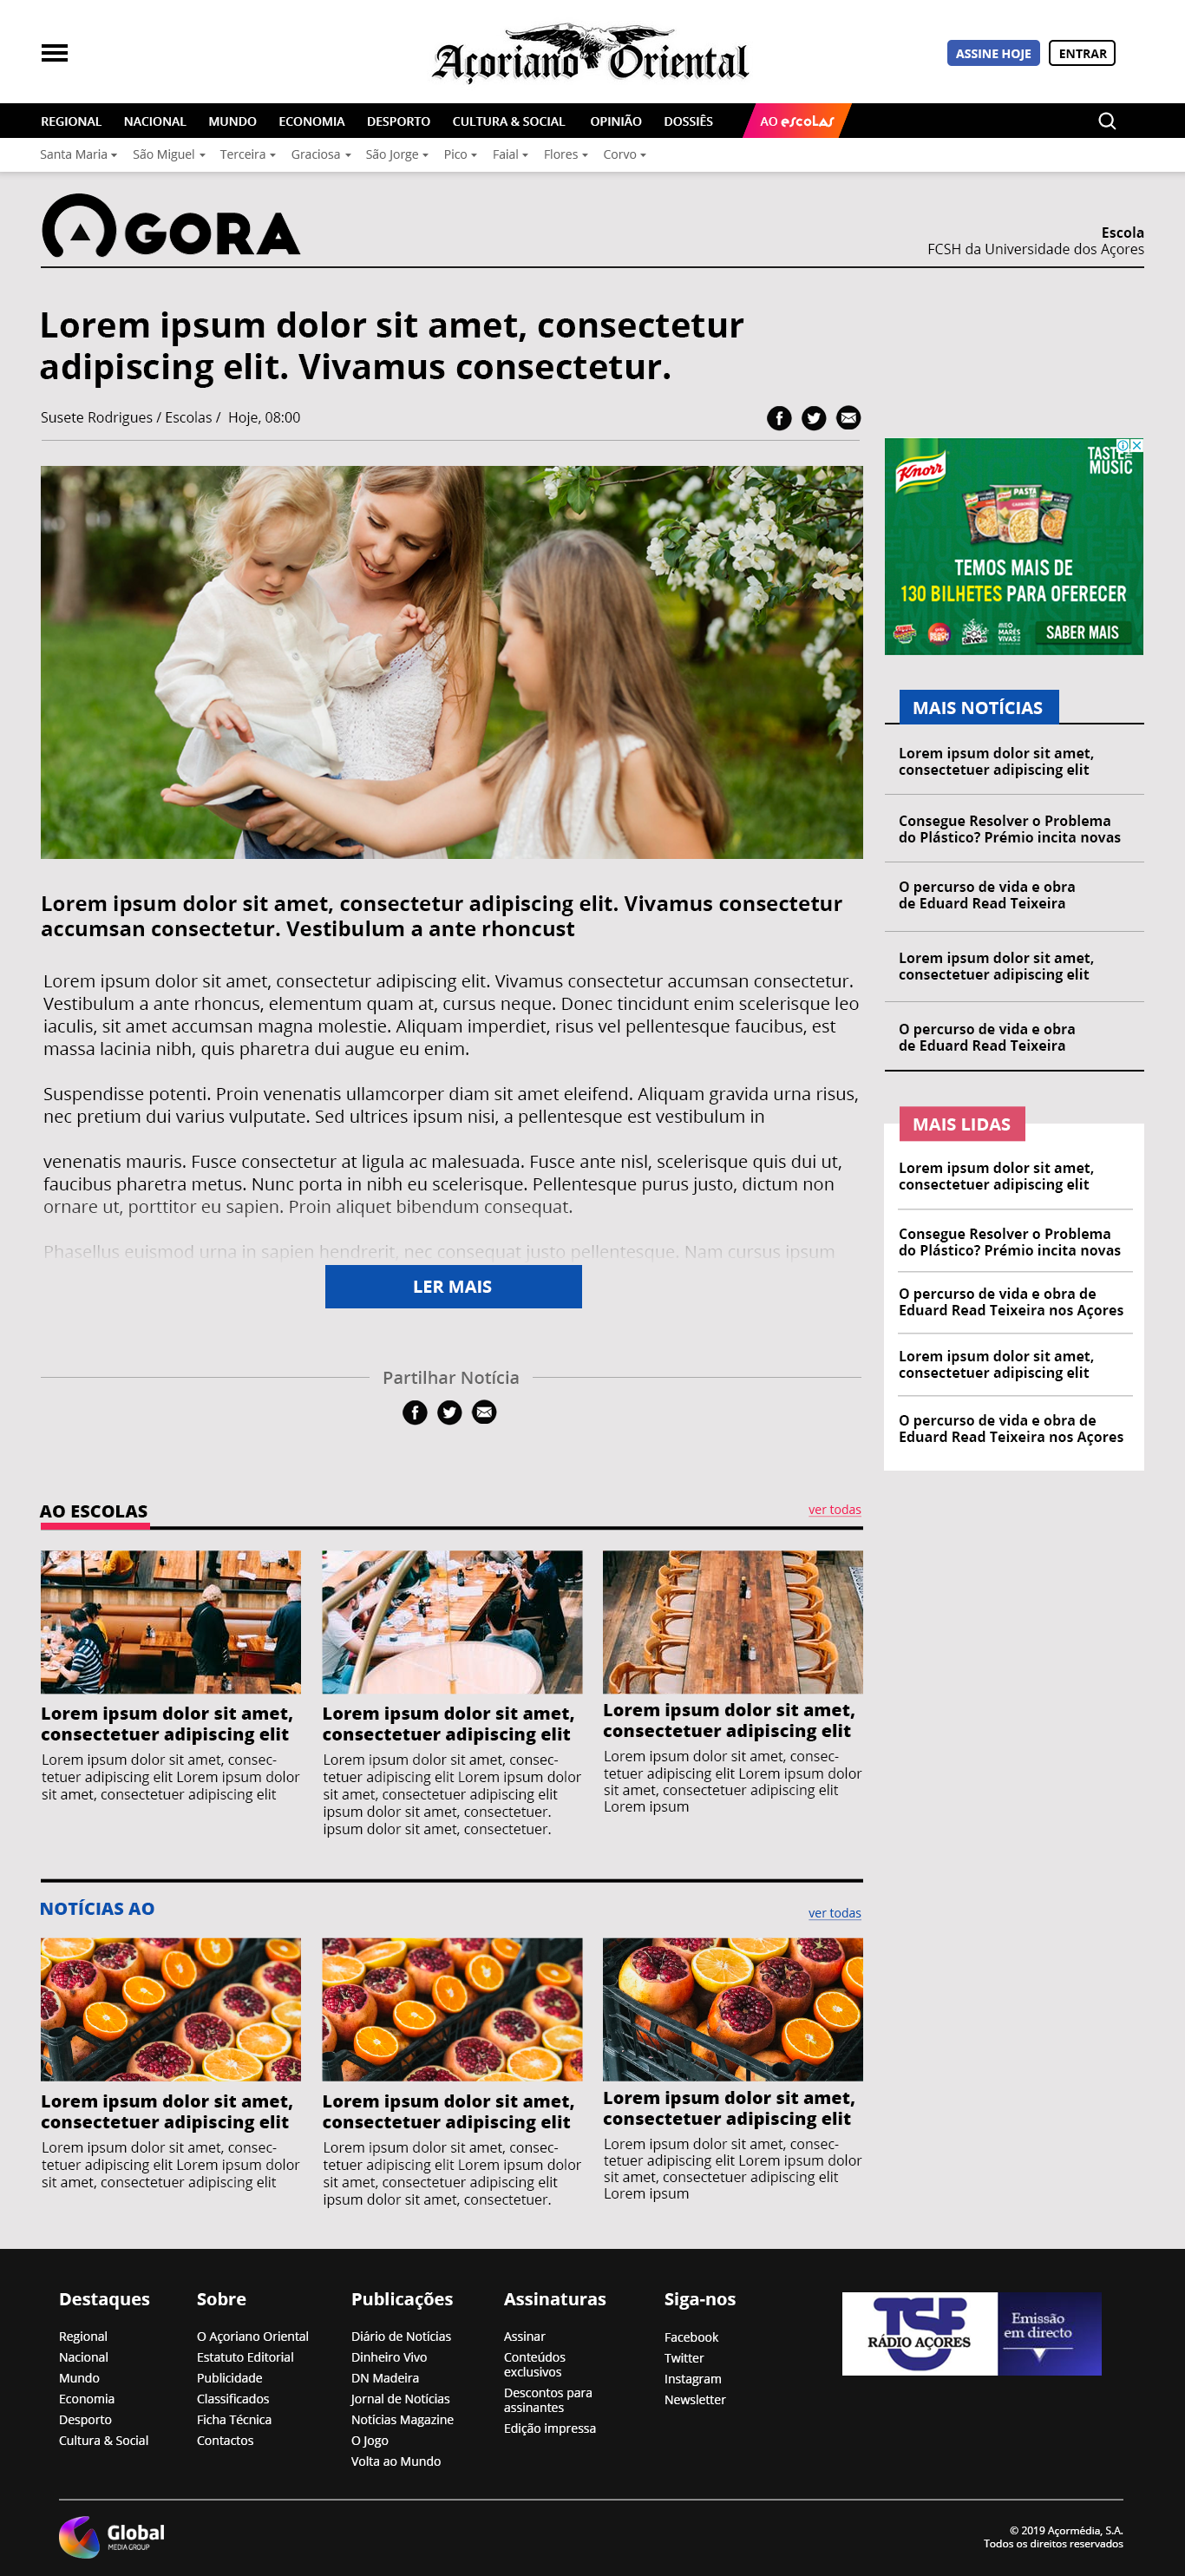 Açoriano Oriental
ASSINE HOJE
ENTRAR
REGIONAL NACIONAL MUNDO ECONOMIA DESPORTO CULTURA & SOCIAL OPINIÃO DOSSIÊS AO escolas
Santa Maria São Miguel Terceira Graciosa São Jorge Pico Faial Flores Corvo
AGORA
Escola
FCSH da Universidade dos Açores
Lorem ipsum dolor sit amet, consectetur
adipiscing elit. Vivamus consectetur.
Susete Rodrigues / Escolas / Hoje, 08:00
Lorem ipsum dolor sit amet, consectetur adipiscing elit. Vivamus consectetur
accumsan consectetur. Vestibulum a ante rhoncust
Lorem ipsum dolor sit amet, consectetur adipiscing elit. Vivamus consectetur accumsan consectetur.
Vestibulum a ante rhoncus, elementum quam at, cursus neque. Donec tincidunt enim scelerisque leo
iaculis, sit amet accumsan magna molestie. Aliquam imperdiet, risus vel pellentesque faucibus, est
massa lacinia nibh, quis pharetra dui augue eu enim.
Suspendisse potenti. Proin venenatis ullamcorper diam sit amet eleifend. Aliquam gravida urna risus,
nec pretium dui varius vulputate. Sed ultrices ipsum nisi, a pellentesque est vestibulum in
venenatis mauris. Fusce consectetur at ligula ac malesuada. Fusce ante nisl, scelerisque quis dui ut,
faucibus pharetra metus. Nunc porta in nibh eu scelerisque. Pellentesque purus justo, dictum non
ornare ut, porttitor eu sapien. Proin aliquet bibendum consequat.
Phasellus euismod urna in sapien hendrerit, nec consequat justo pellentesque. Nam cursus ipsum
LER MAIS
Partilhar Notícia
Knorr
TASTE THE
MUSIC
PASTA
TEMOS MAIS DE
130 BILHETES PARA OFERECER
alive
MEO
MARÉS
VIVAS
SABER MAIS
MAIS NOTÍCIAS
Lorem ipsum dolor sit amet,
consectetuer adipiscing elit
Consegue Resolver o Problema
do Plástico? Prémio incita novas
O percurso de vida e obra
de Eduard Read Teixeira
Lorem ipsum dolor sit amet,
consectetuer adipiscing elit
O percurso de vida e obra
de Eduard Read Teixeira
MAIS LIDAS
Lorem ipsum dolor sit amet,
consectetuer adipiscing elit
Consegue Resolver o Problema
do Plástico? Prémio incita novas
O percurso de vida e obra de
Eduard Read Teixeira nos Açores
Lorem ipsum dolor sit amet,
consectetuer adipiscing elit
O percurso de vida e obra de
Eduard Read Teixeira nos Açores
AO ESCOLAS
ver todas
Lorem ipsum dolor sit amet,
consectetuer adipiscing elit
Lorem ipsum dolor sit amet, consec-
tetuer adipiscing elit Lorem ipsum dolor
sit amet, consectetuer adipiscing elit
Lorem ipsum dolor sit amet,
consectetuer adipiscing elit
Lorem ipsum dolor sit amet, consec-
tetuer adipiscing elit Lorem ipsum dolor
sit amet, consectetuer adipiscing elit
ipsum dolor sit amet, consectetuer.
ipsum dolor sit amet, consectetuer.
Lorem ipsum dolor sit amet,
consectetuer adipiscing elit
Lorem ipsum dolor sit amet, consec-
tetuer adipiscing elit Lorem ipsum dolor
sit amet, consectetuer adipiscing elit
Lorem ipsum
NOTÍCIAS AO
ver todas
Lorem ipsum dolor sit amet,
consectetuer adipiscing elit
Lorem ipsum dolor sit amet, consec-
tetuer adipiscing elit Lorem ipsum dolor
sit amet, consectetuer adipiscing elit
Lorem ipsum dolor sit amet,
consectetuer adipiscing elit
Lorem ipsum dolor sit amet, consec-
tetuer adipiscing elit Lorem ipsum dolor
sit amet, consectetuer adipiscing elit
ipsum dolor sit amet, consectetuer.
Lorem ipsum dolor sit amet,
consectetuer adipiscing elit
Lorem ipsum dolor sit amet, consec-
tetuer adipiscing elit Lorem ipsum dolor
sit amet, consectetuer adipiscing elit
Lorem ipsum
Destaques
Regional
Nacional
Mundo
Economia
Desporto
Cultura & Social
Sobre
O Açoriano Oriental
Estatuto Editorial
Publicidade
Classificados
Ficha Técnica
Contactos
Publicações
Diário de Notícias
Dinheiro Vivo
DN Madeira
Jornal de Notícias
Noticias Magazine
O Jogo
Volta ao Mundo
Assinaturas
Assinar
Conteúdos
exclusivos
Descontos para
assinantes
Edição impressa
Siga-nos
Facebook
Twitter
Instagram
Newsletter
TSF
RÁDIO AÇORES
Emissão
em directo
Global
MEDIA GROUP
© 2019 Açormédia, S.A.
Todos os direitos reservados